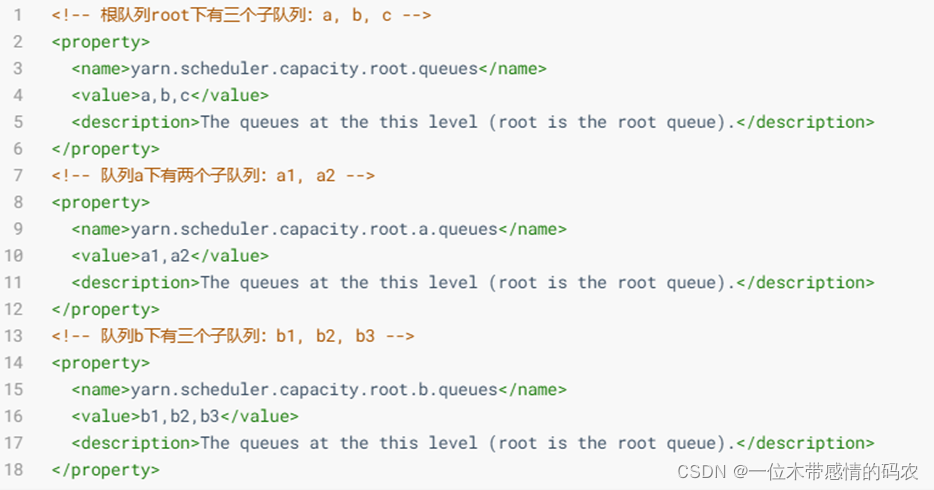 1 <!-- 根队列root下有三个子队列：a, b, c -->
2 <property>
3 <name>yarn.scheduler.capacity.root.queues</name>
4 <value>a,b,c</value>
5 <description>The queues at the this level (root is the root queue).</description>
6 </property>
7 <!-- 队列a下有两个子队列：a1, a2 -->
8 <property>
9 <name>yarn.scheduler.capacity.root.a.queues</name>
10 <value>a1,a2</value>
11 <description>The queues at the this level (root is the root queue).</description>
12 </property>
13 <!-- 队列b下有三个子队列：b1, b2, b3 -->
14 <property>
15 <name>yarn.scheduler.capacity.root.b.queues</name>
16 <value>b1,b2,b3</value>
17 <description>The queues at the this level (root is the root queue).</description>
18 </property>
CSDN @一位木带感情的码农